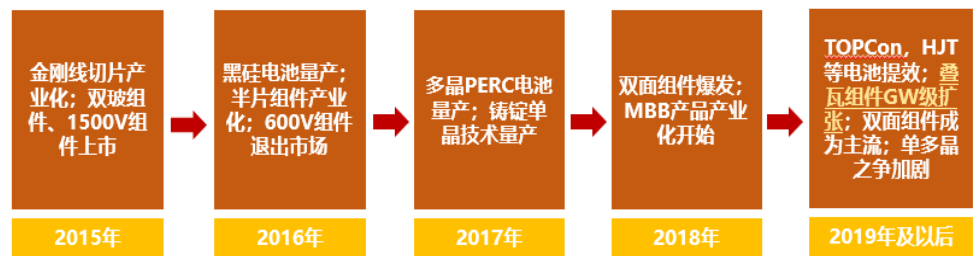 金刚线切片产
业化；双玻组
件、1500V组
件上市
2015年
黑硅电池量产；
半片组件产业
化；600V组件
退出市场
2016年
多晶PERC电池
量产；铸锭单
晶技术量产
2017年
双面组件爆发；
MBB产品产业
化开始
2018年
TOPCon，HJT
等电池提效；叠
瓦组件GW级扩
张；双面组件成
为主流；单多晶
之争加剧
2019年及以后